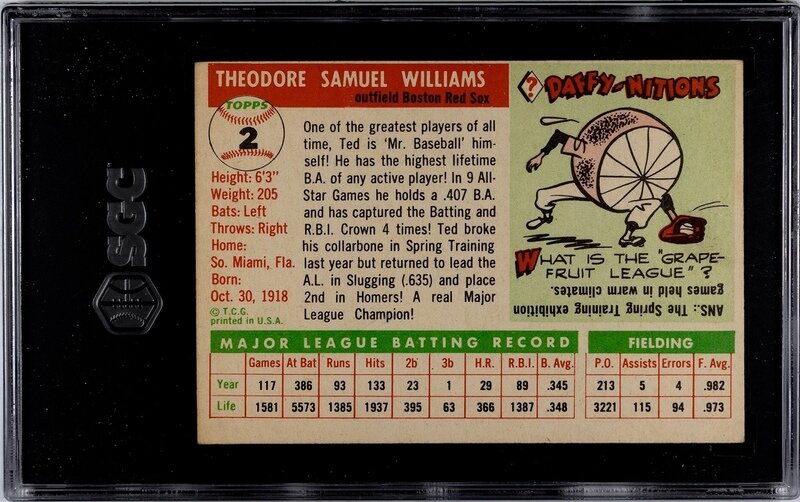 THEODORE SAMUEL WILLIAMS
outfield Boston Red Sox
TOPPS
2
Height: 6'3"
Weight: 205
Bats: Left
Throws: Right
Home:
So. Miami, Fla.
Born:
Oct. 30, 1918
© T.C.G.
printed in U.S.A.
One of the greatest players of all
time, Ted is 'Mr. Baseball' him-
self! He has the highest lifetime
B.A. of any active player! In 9 All-
Star Games he holds a .407 B.A.
and has captured the Batting and
R.B.I. Crown 4 times! Ted broke
his collarbone in Spring Training
last year but returned to lead the
A.L. in Slugging (.635) and place
2nd in Homers! A real Major
League Champion!
? DAFFY-NITIONS
WHAT IS THE "GRAPE-
FRUIT LEAGUE"?
ANS.: The Spring training exhibition
games held in warm climates.
MAJOR LEAGUE BATTING RECORD
Games At Bat Runs Hits 2b 3b H.R. R.B.I. B. Avg.
Year 117 386 93 133 23 1 29 89 .345
Life 1581 5573 1385 1937 395 63 366 1387 .348
FIELDING
P.O. Assists Errors F. Avg.
213 5 4 .982
3221 115 94 .973
SGC